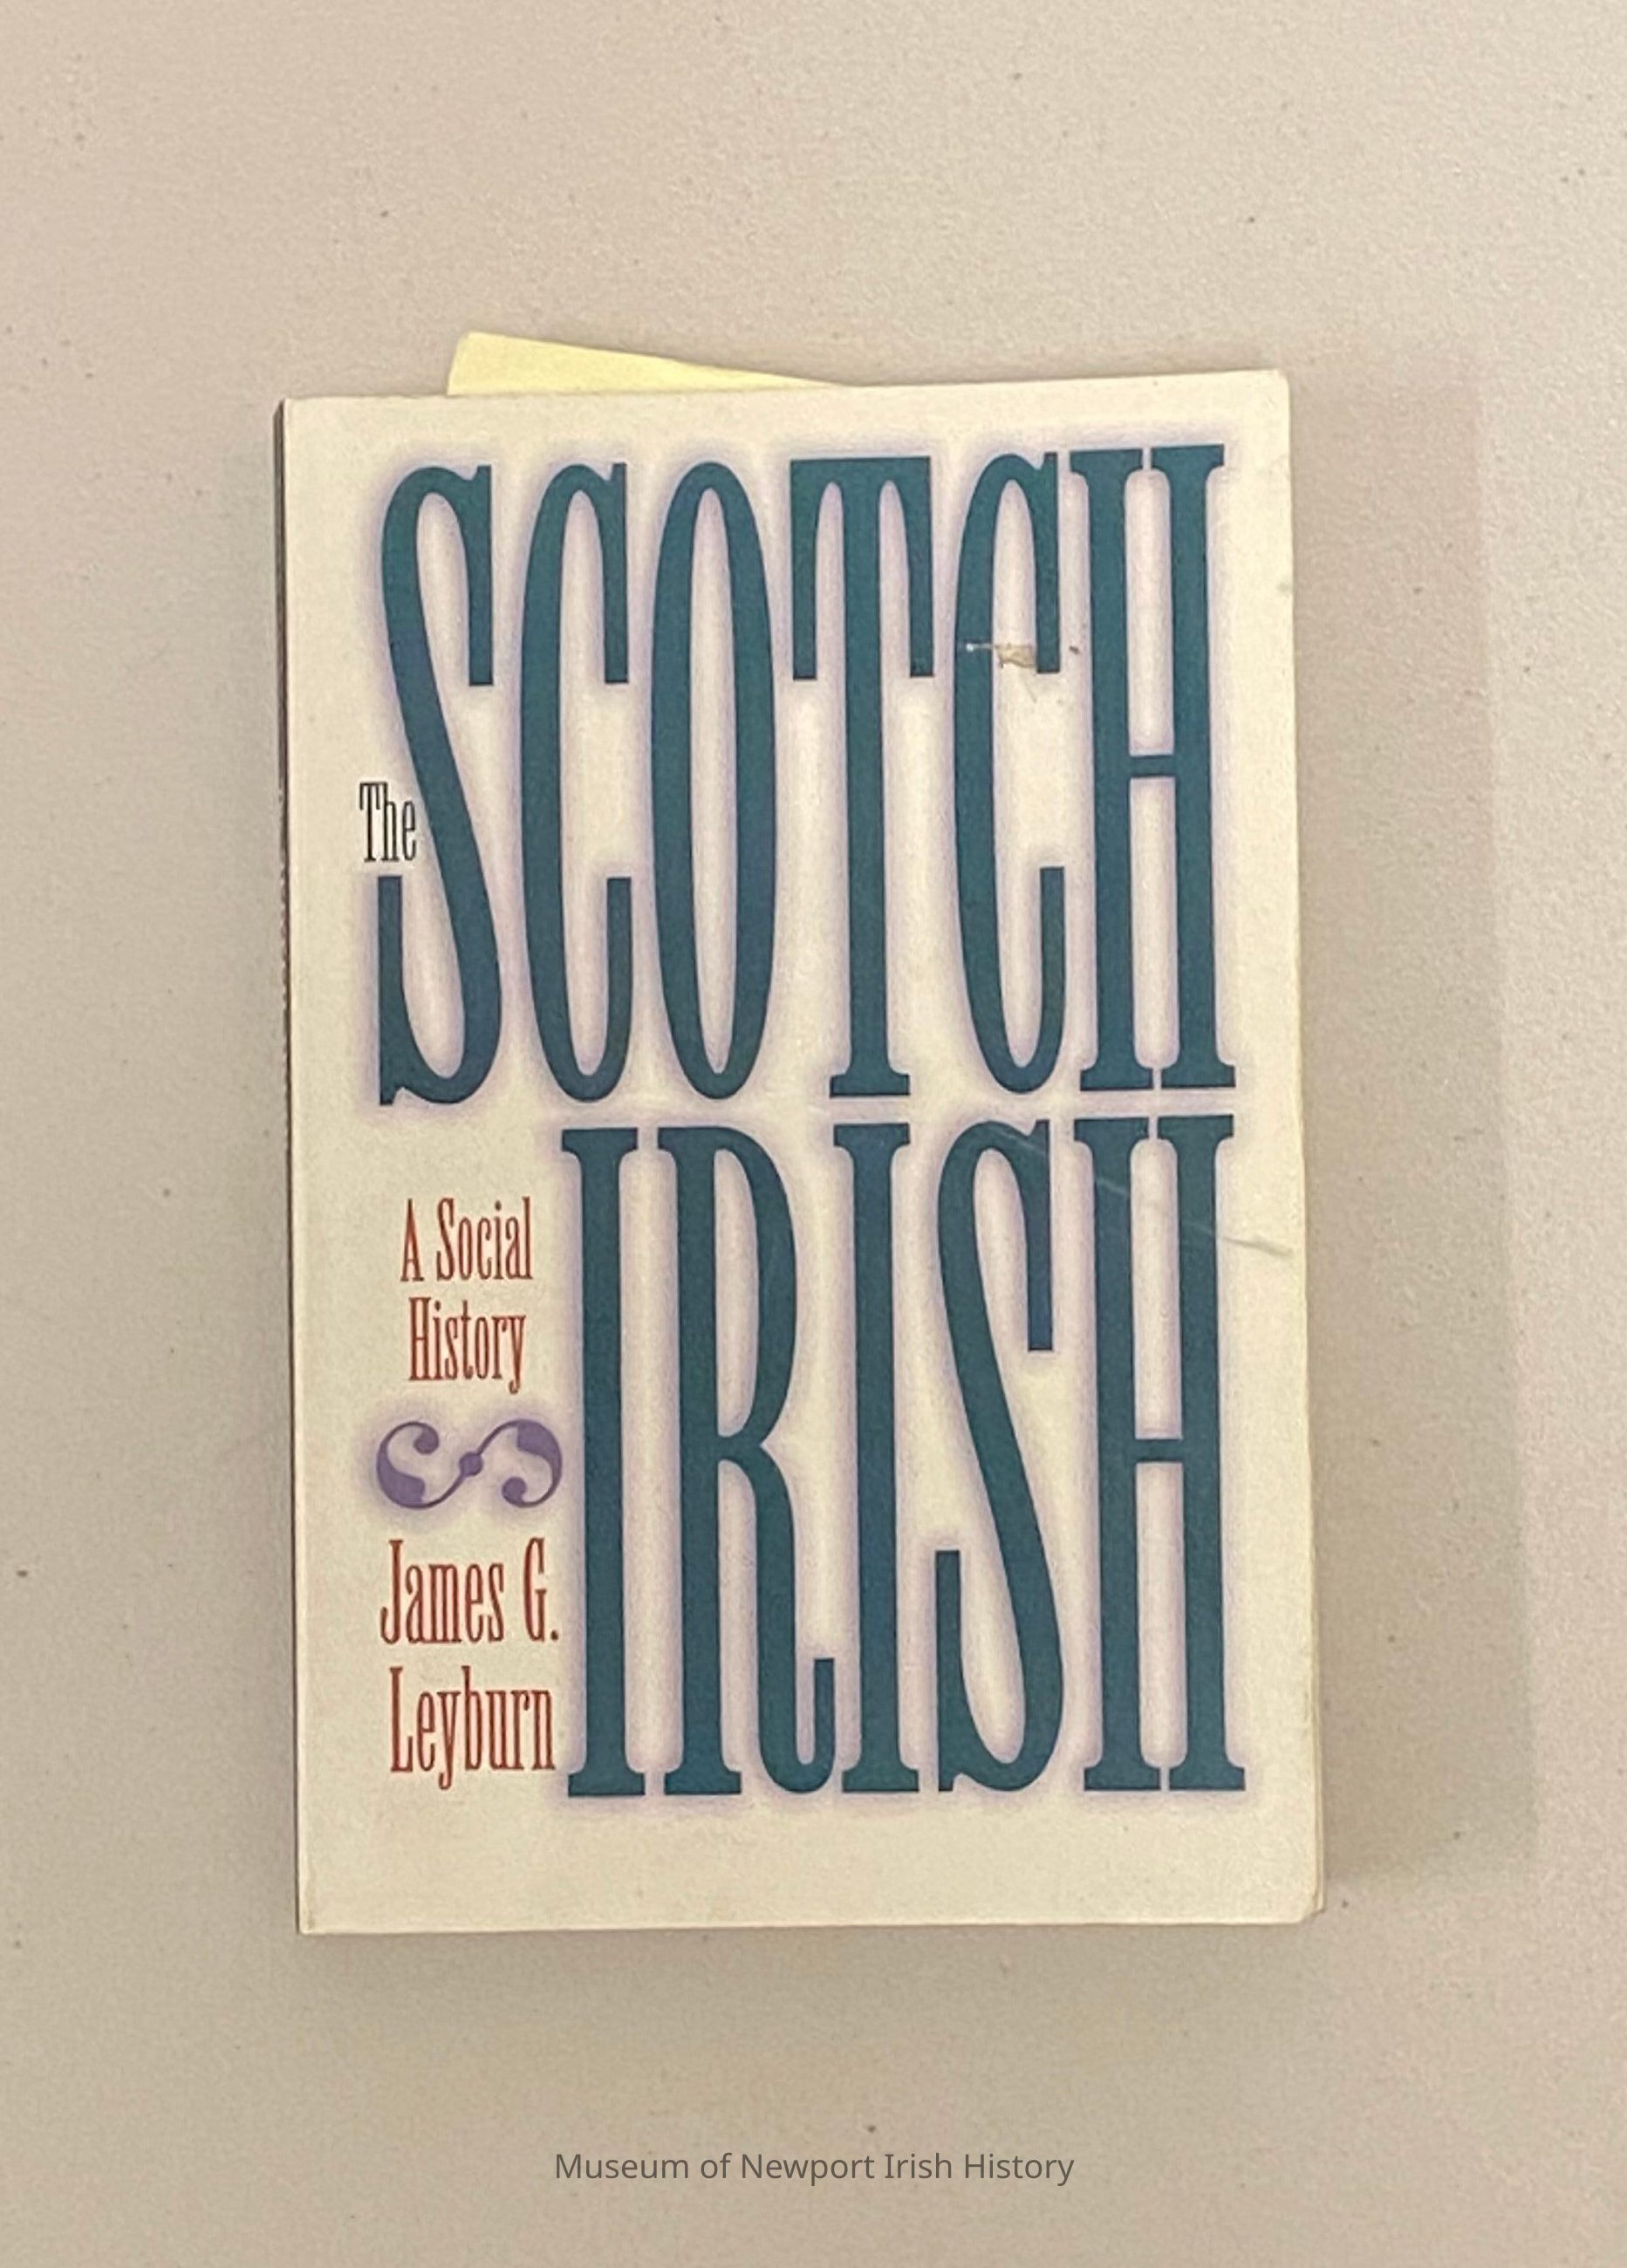 The
SCOTCH
IRISH
A Social
History
James G.
Leyburn
Museum of Newport Irish History